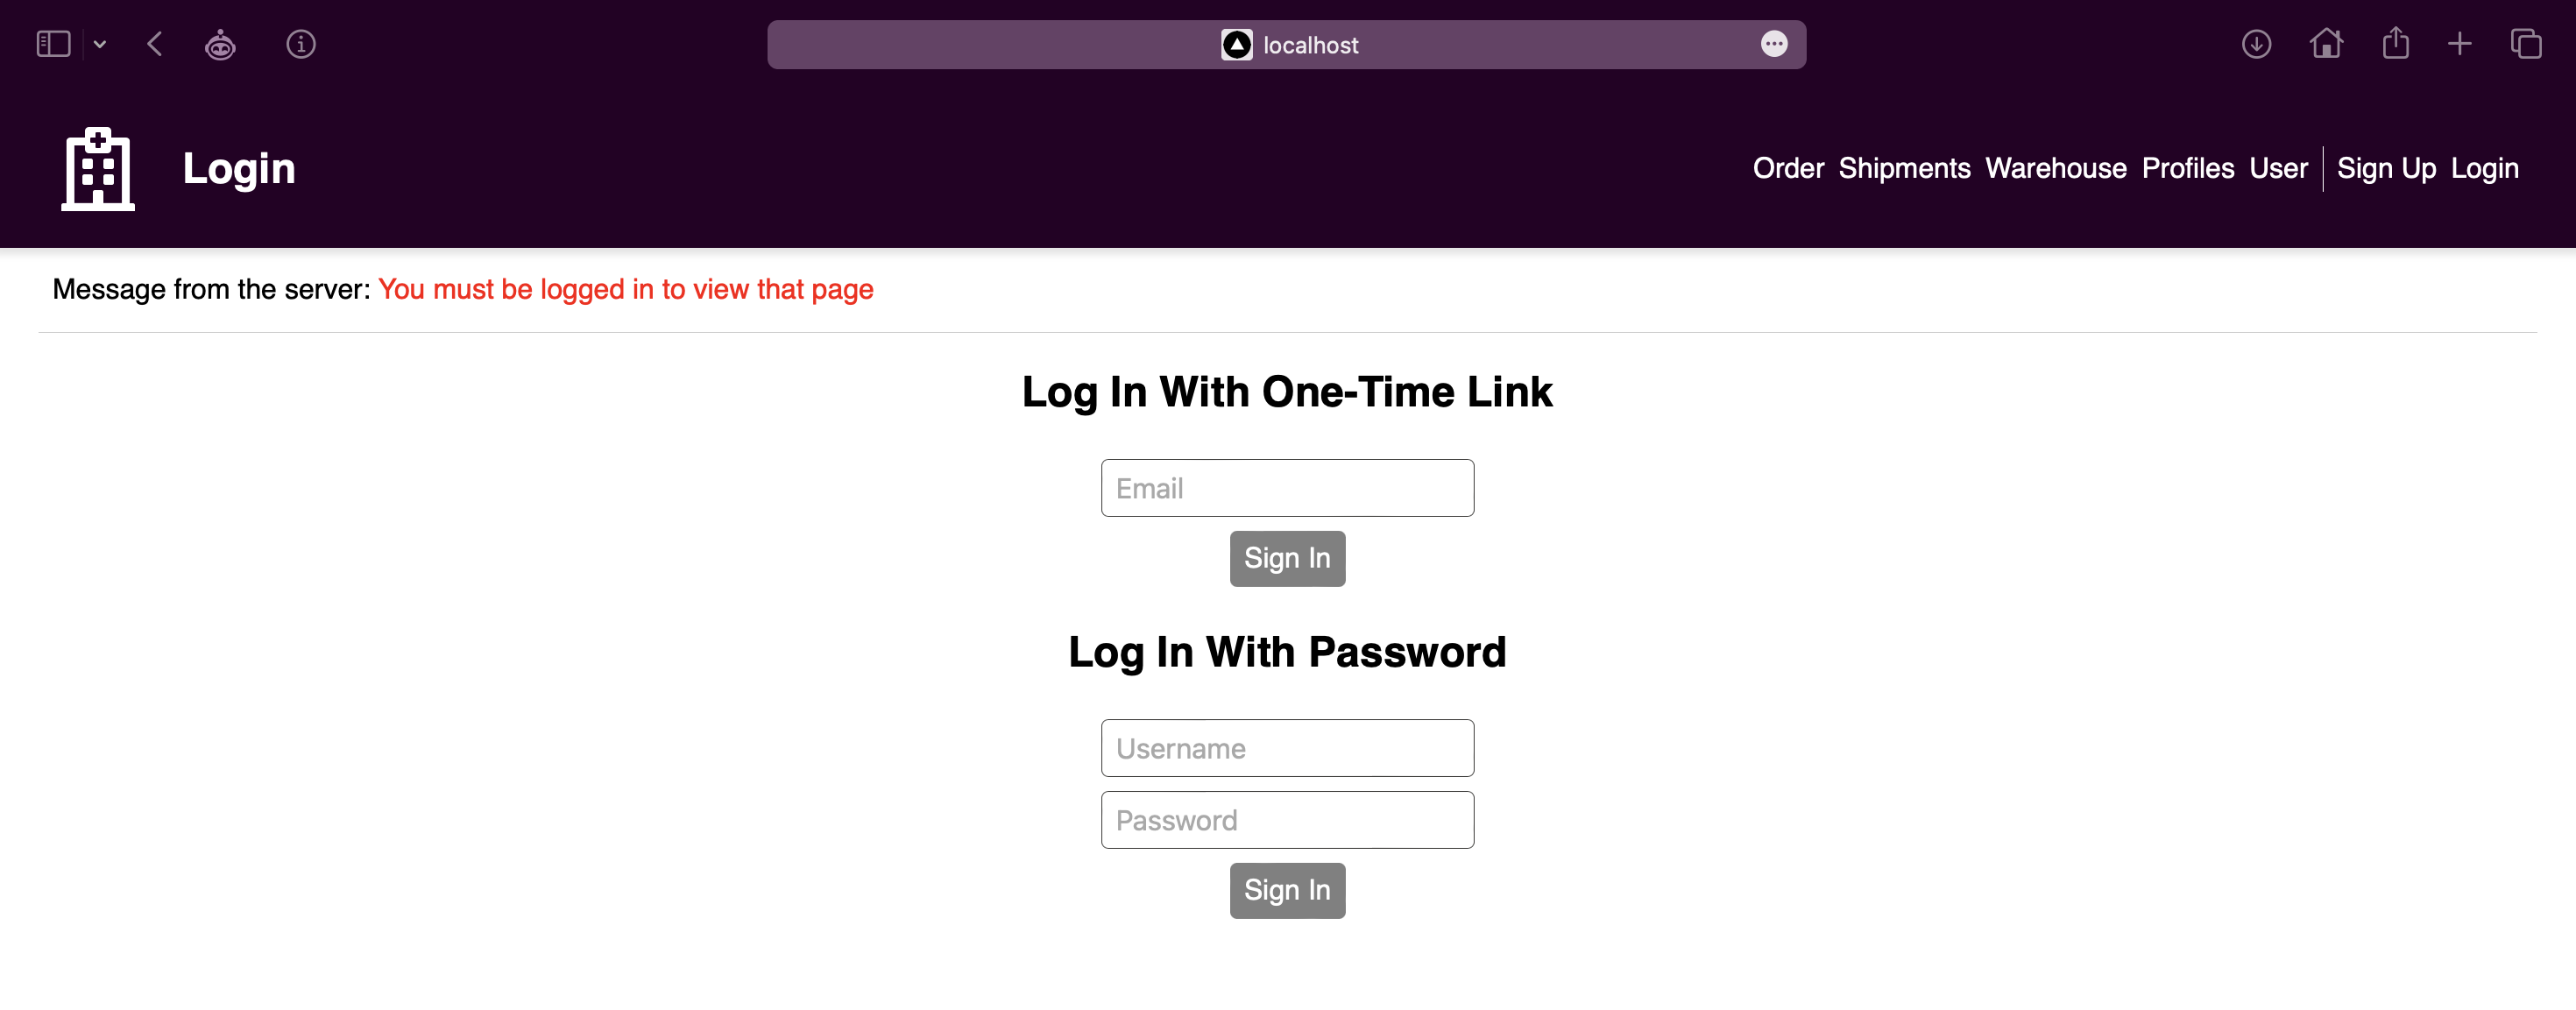 localhost
Login
Order Shipments Warehouse Profiles User Sign Up Login
Message from the server: You must be logged in to view that page
Log In With One-Time Link
Email
Sign In
Log In With Password
Username
Password
Sign In